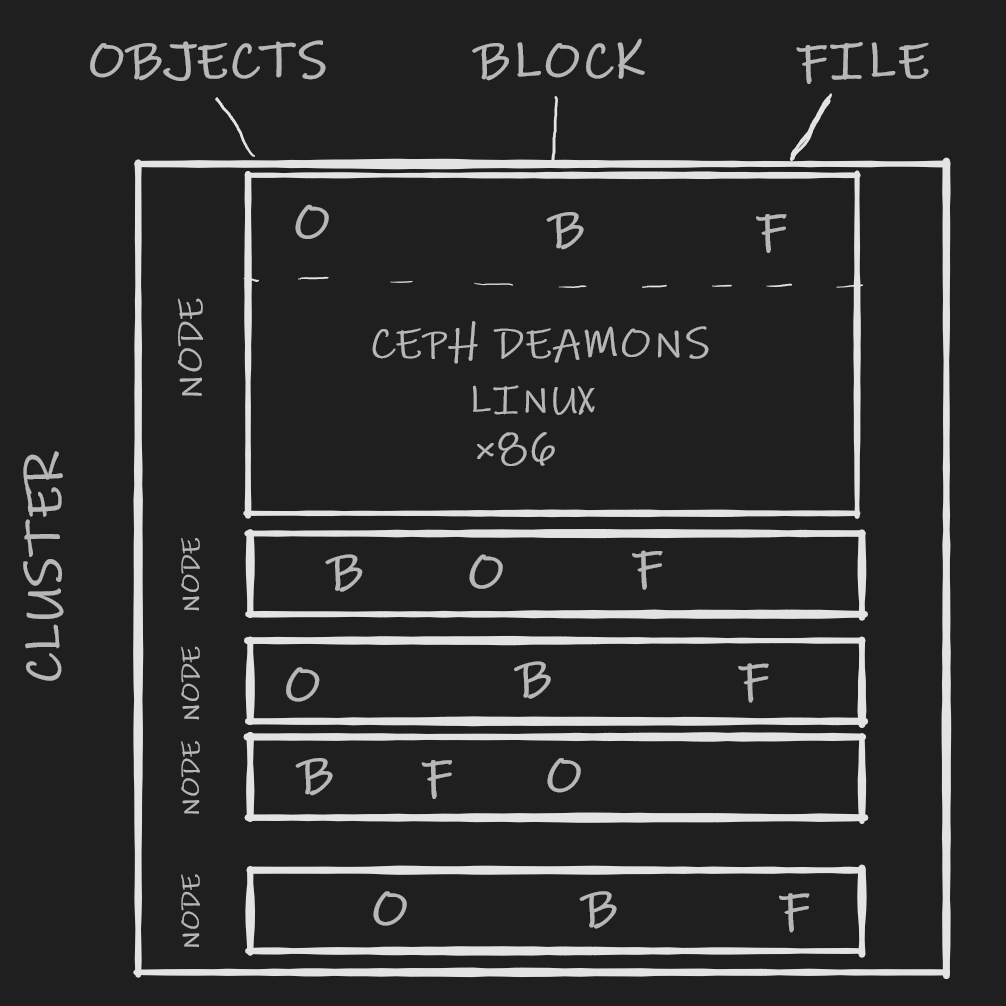 OBJECTS BLOCK FILE
CLUSTER
NODE
O B F
CEPH DEAMONS
LINUX
x86
NODE
B O F
NODE
O B F
NODE
B F O
NODE
O B F